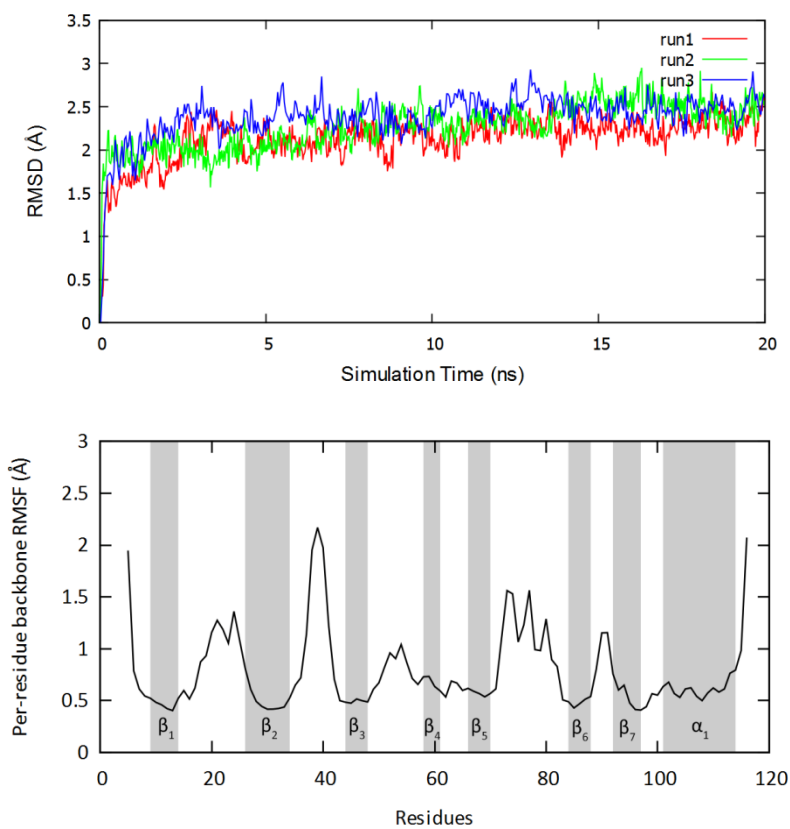 3.5
3
2.5
2
1.5
1
0.5
0
RMSD (Å)
run1
run2
run3
0 5 10 15 20
Simulation Time (ns)
3
2.5
2
1.5
1
0.5
0
Per-residue backbone RMSF (Å)
β₁ β₂ β₃ β₄ β₅ β₆ β₇ α₁
0 20 40 60 80 100 120
Residues